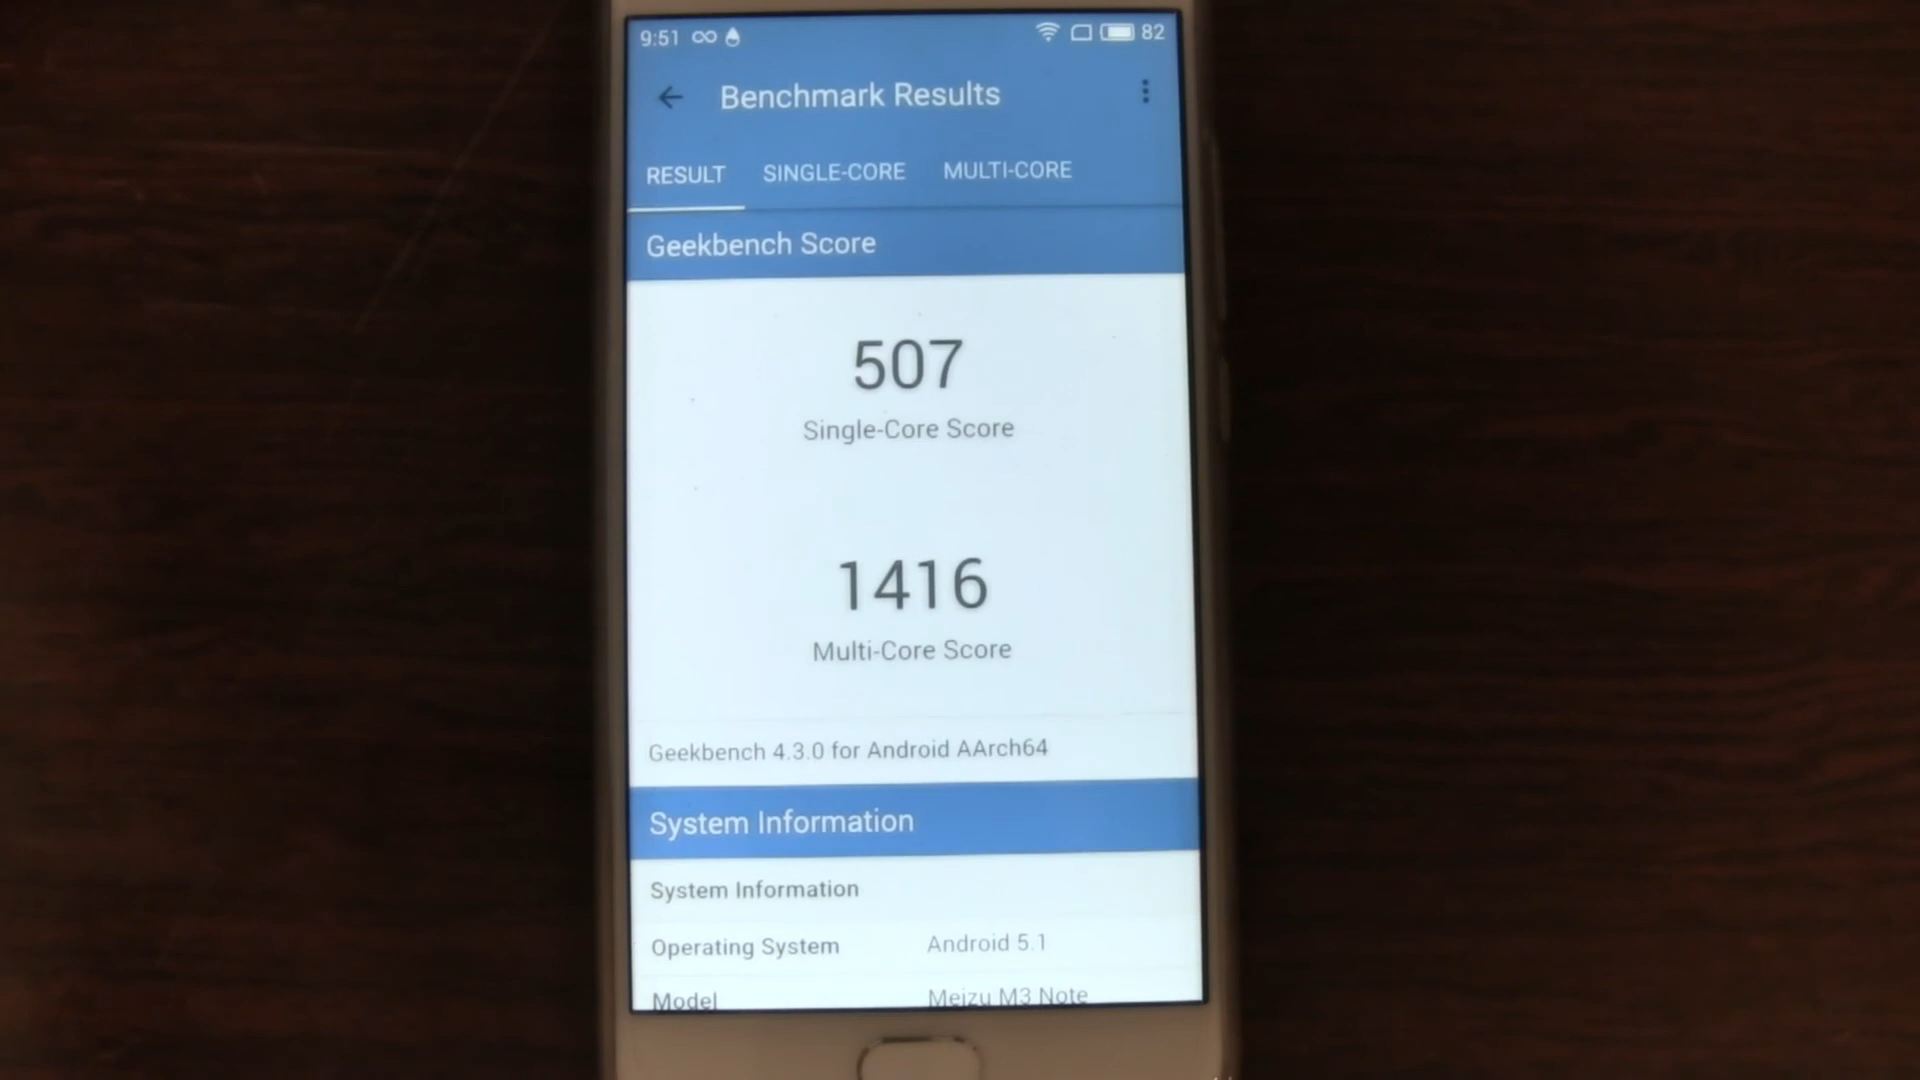 9:51 82
Benchmark Results
RESULT SINGLE-CORE MULTI-CORE
Geekbench Score
507
Single-Core Score
1416
Multi-Core Score
Geekbench 4.3.0 for Android AArch64
System Information
System Information
Operating System Android 5.1
Model Meizu M3 Note